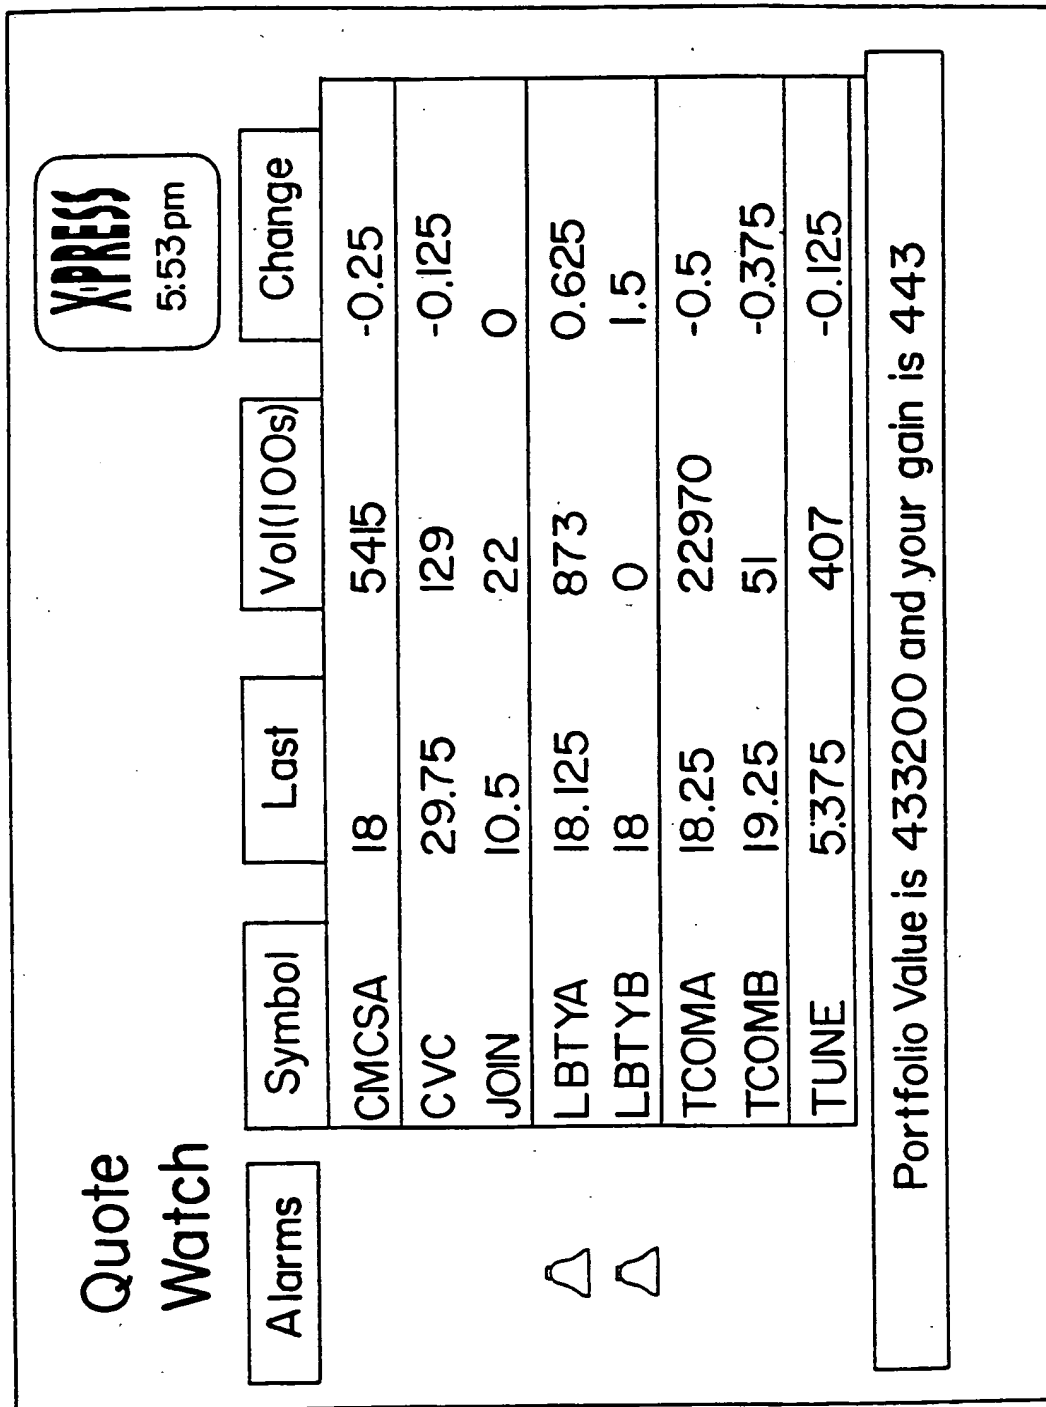 Quote
Watch
X·PRESS
5:53pm
Alarms Symbol Last Vol(100s) Change
CMCSA 18 5415 -0.25
CVC 29.75 129 -0.125
JOIN 10.5 22 0
LBTYA 18.125 873 0.625
LBTYB 18 0 1.5
TCOMA 18.25 22970 -0.5
TCOMB 19.25 51 -0.375
TUNE 5.375 407 -0.125
Portfolio Value is 433200 and your gain is 443